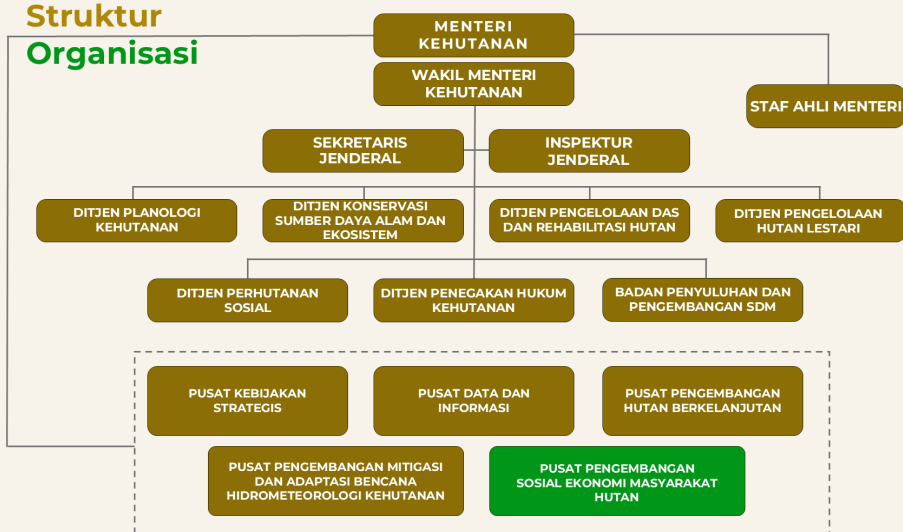 Struktur
Organisasi
MENTERI
KEHUTANAN
WAKIL MENTERI
KEHUTANAN
STAF AHLI MENTERI
SEKRETARIS
JENDERAL
INSPEKTUR
JENDERAL
DITJEN PLANOLOGI
KEHUTANAN
DITJEN KONSERVASI
SUMBER DAYA ALAM DAN
EKOSISTEM
DITJEN PENGELOLAAN DAS
DAN REHABILITASI HUTAN
DITJEN PENGELOLAAN
HUTAN LESTARI
DITJEN PERHUTANAN
SOSIAL
DITJEN PENEGAKAN HUKUM
KEHUTANAN
BADAN PENYULUHAN DAN
PENGEMBANGAN SDM
PUSAT KEBIJAKAN
STRATEGIS
PUSAT DATA DAN
INFORMASI
PUSAT PENGEMBANGAN
HUTAN BERKELANJUTAN
PUSAT PENGEMBANGAN MITIGASI
DAN ADAPTASI BENCANA
HIDROMETEOROLOGI KEHUTANAN
PUSAT PENGEMBANGAN
SOSIAL EKONOMI MASYARAKAT
HUTAN